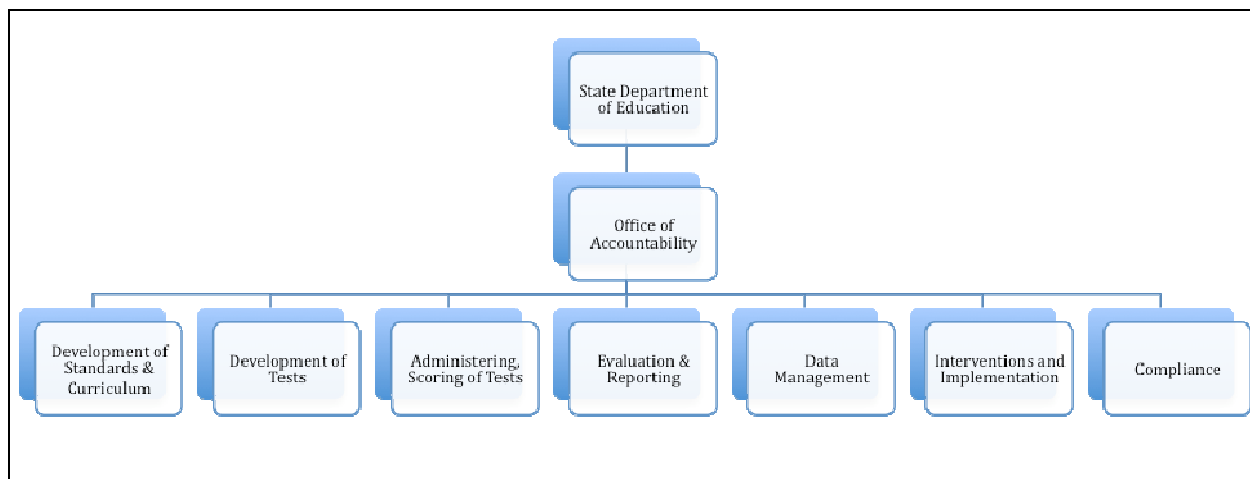 State Department
of Education
Office of
Accountability
Development of
Standards &
Curriculum
Development of
Tests
Administering,
Scoring of Tests
Evaluation &
Reporting
Data
Management
Interventions and
Implementation
Compliance